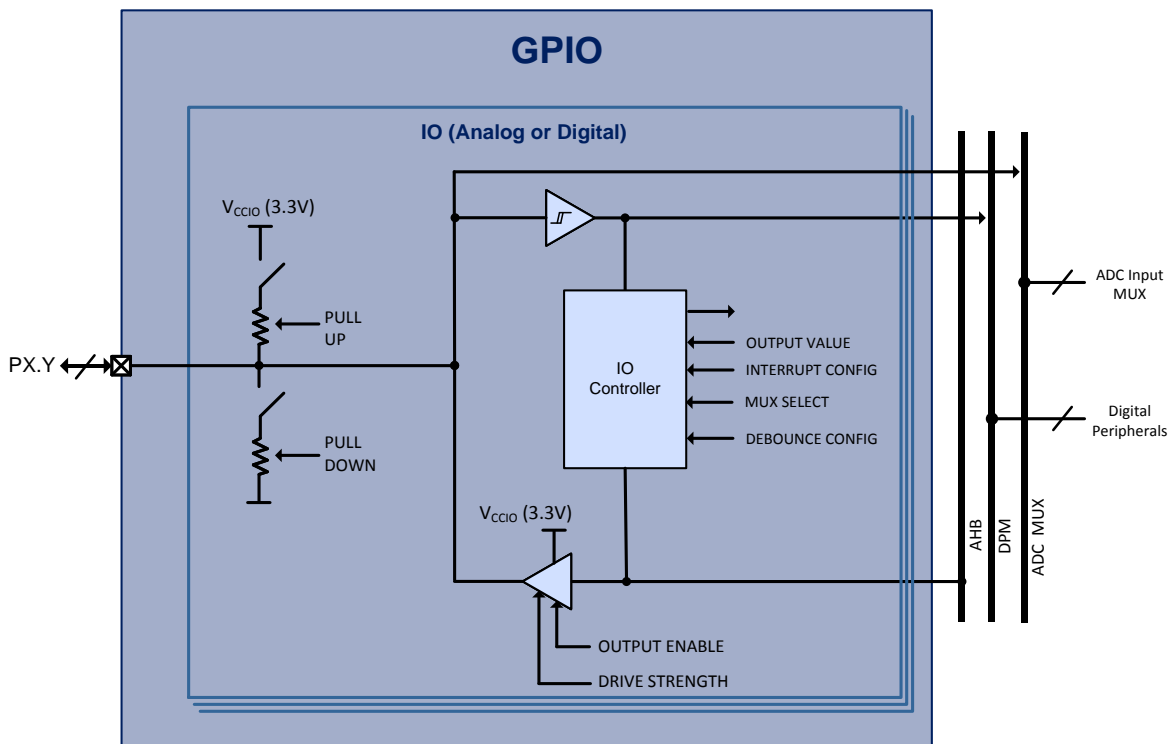 GPIO
IO (Analog or Digital)
VCCIO (3.3V)
PULL
UP
PX.Y
PULL
DOWN
IO
Controller
OUTPUT VALUE
INTERRUPT CONFIG
MUX SELECT
DEBOUNCE CONFIG
VCCIO (3.3V)
OUTPUT ENABLE
DRIVE STRENGTH
AHB
DPM
ADC MUX
ADC Input
MUX
Digital
Peripherals